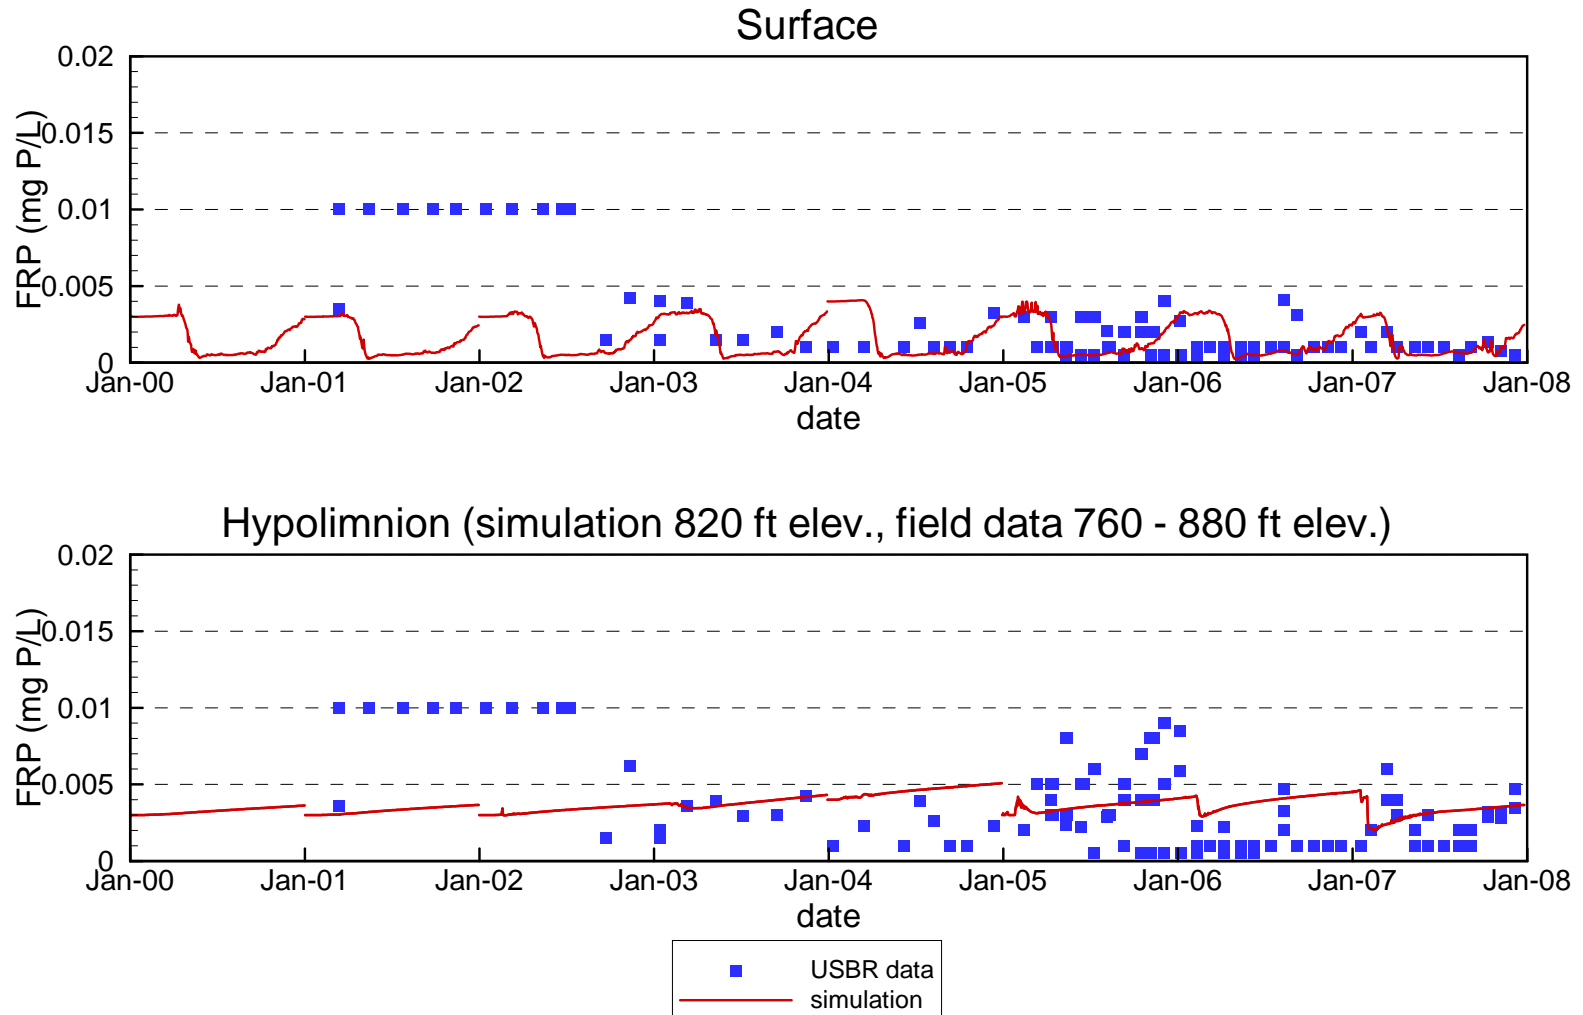 Surface
FRP (mg P/L)
0.02
0.015
0.01
0.005
0
Jan-00 Jan-01 Jan-02 Jan-03 Jan-04 Jan-05 Jan-06 Jan-07 Jan-08
date
Hypolimnion (simulation 820 ft elev., field data 760 - 880 ft elev.)
FRP (mg P/L)
0.02
0.015
0.01
0.005
0
Jan-00 Jan-01 Jan-02 Jan-03 Jan-04 Jan-05 Jan-06 Jan-07 Jan-08
date
USBR data
simulation